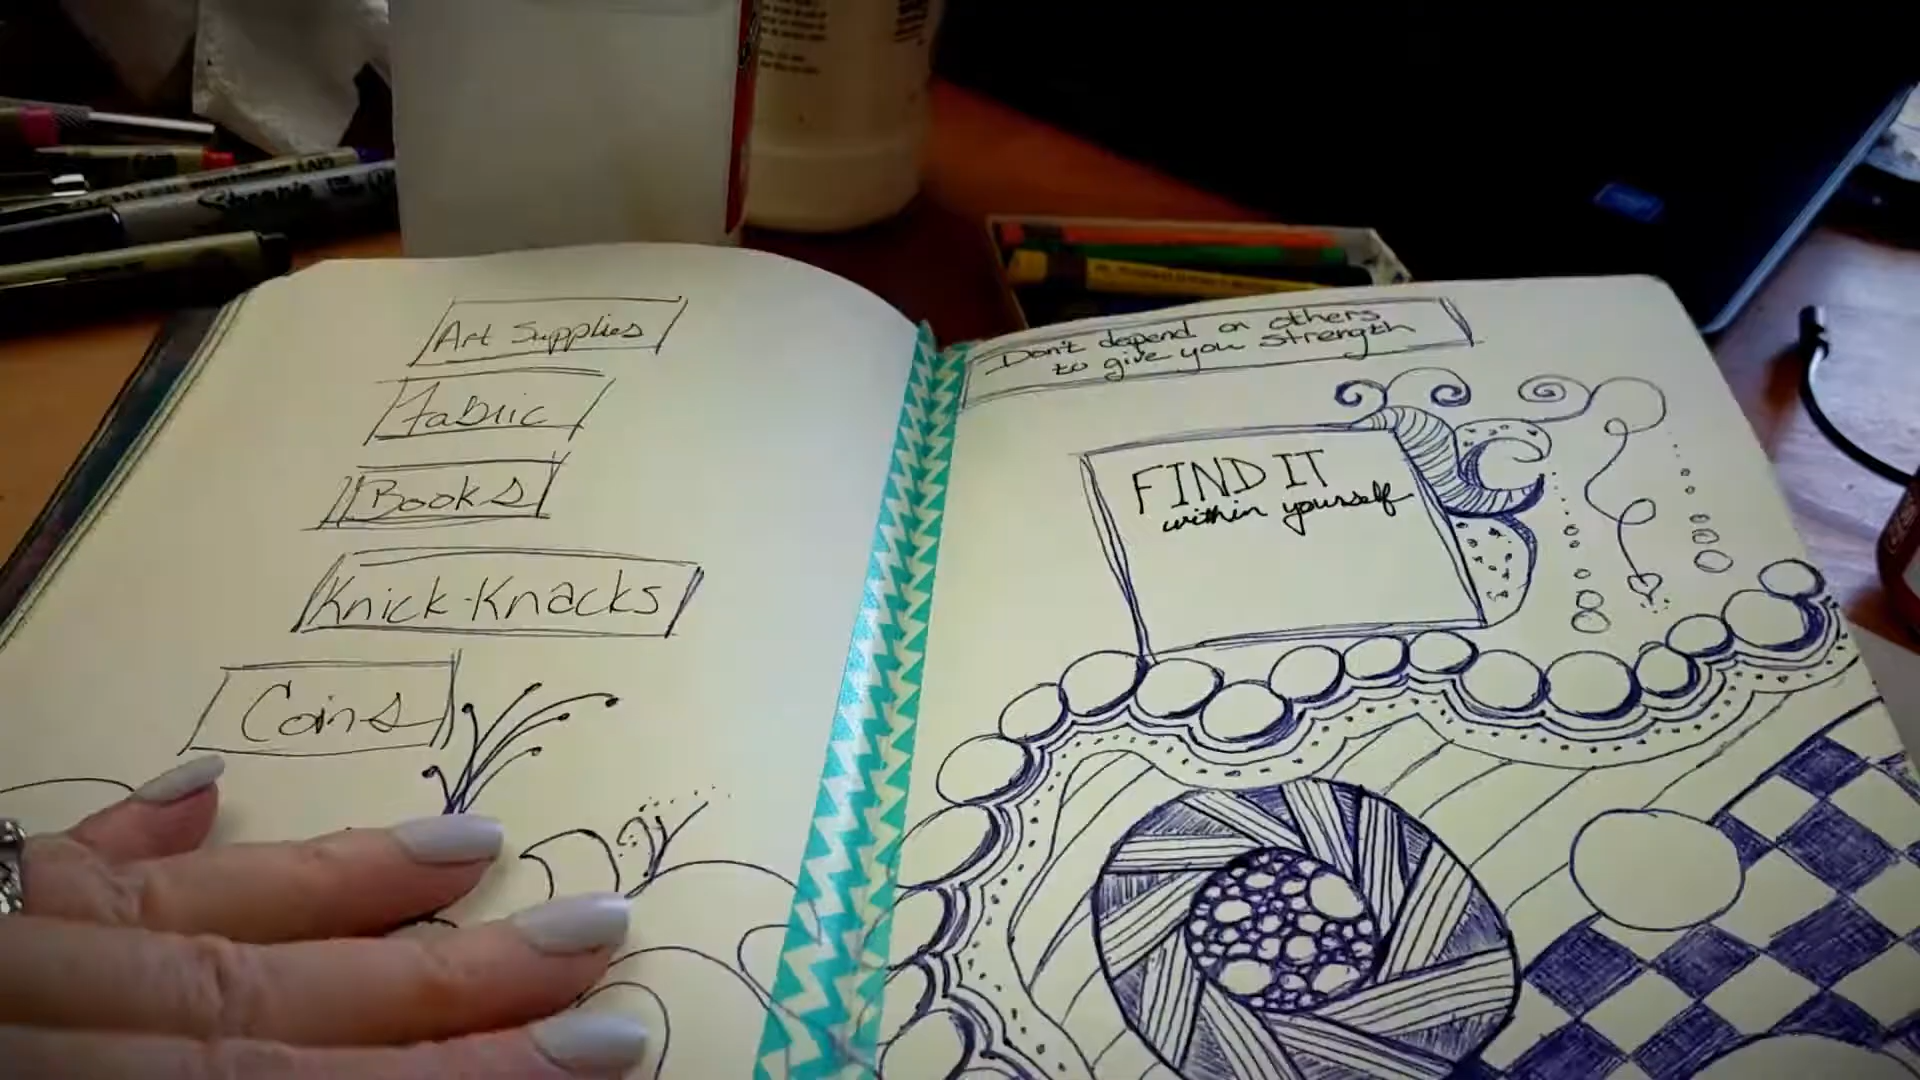 Sharpie
Art Supplies
Fabric
Books
Knick-Knacks
Coins
Don't depend on others
to give you strength
FIND IT
within yourself